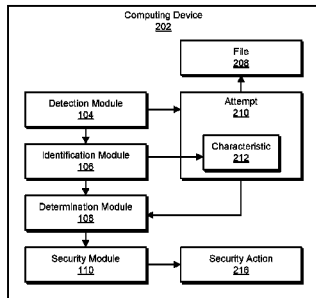 Computing Device
202
File
208
Detection Module
104
Attempt
210
Identification Module
106
Characteristic
212
Determination Module
108
Security Module
110
Security Action
216